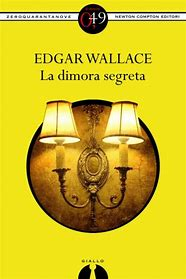 ZEROQUARANTANOVE
0,49
NEWTON COMPTON EDITORI
EDGAR WALLACE
La dimora segreta
GIALLO